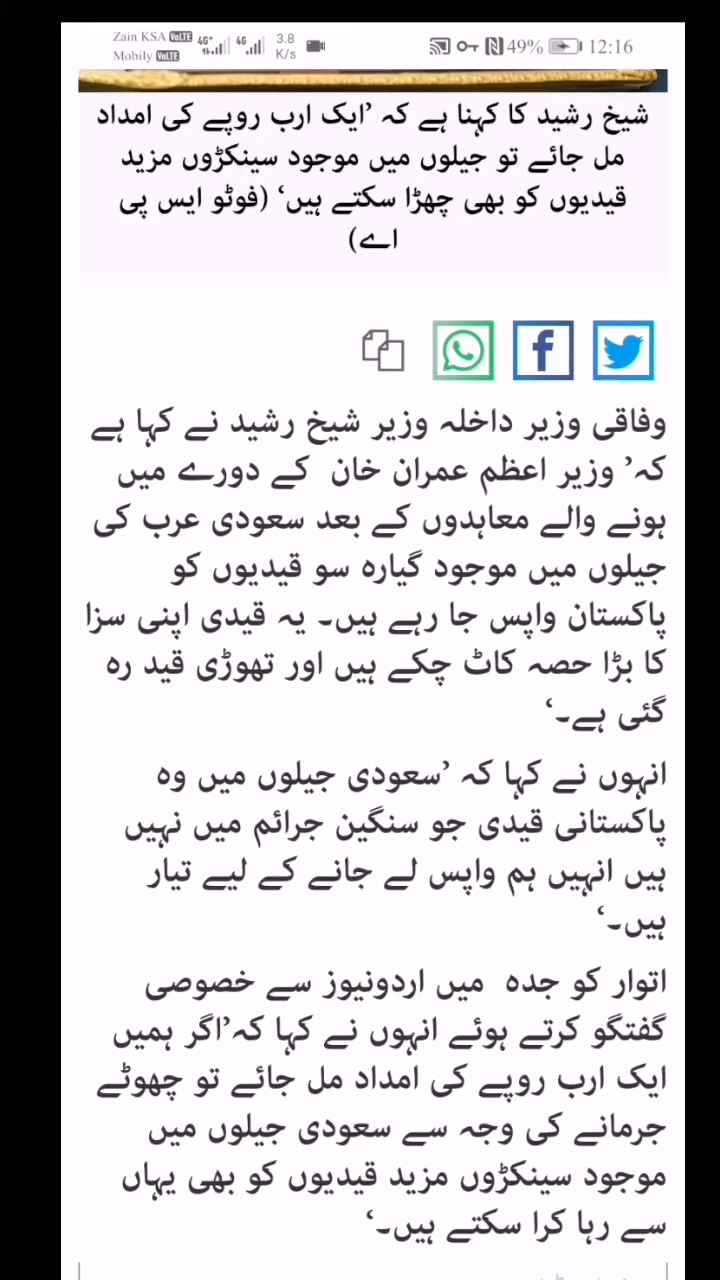 Zain KSA VoLTE 4G+ 4G 3.8 K/s 49% 12:16
Mobily VoLTE
شیخ رشید کا کہنا ہے کہ ’ایک ارب روپے کی امداد
مل جائے تو جیلوں میں موجود سینکڑوں مزید
قیدیوں کو بھی چھڑا سکتے ہیں‘ (فوٹو ایس پی
اے)
وفاقی وزیر داخلہ وزیر شیخ رشید نے کہا ہے
کہ’ وزیر اعظم عمران خان کے دورے میں
ہونے والے معاہدوں کے بعد سعودی عرب کی
جیلوں میں موجود گیارہ سو قیدیوں کو
پاکستان واپس جا رہے ہیں۔ یہ قیدی اپنی سزا
کا بڑا حصہ کاٹ چکے ہیں اور تھوڑی قید رہ
گئی ہے۔‘
انہوں نے کہا کہ ’سعودی جیلوں میں وہ
پاکستانی قیدی جو سنگین جرائم میں نہیں
ہیں انہیں ہم واپس لے جانے کے لیے تیار
ہیں۔‘
اتوار کو جدہ میں اردونیوز سے خصوصی
گفتگو کرتے ہوئے انہوں نے کہا کہ’اگر ہمیں
ایک ارب روپے کی امداد مل جائے تو چھوٹے
جرمانے کی وجہ سے سعودی جیلوں میں
موجود سینکڑوں مزید قیدیوں کو بھی یہاں
سے رہا کرا سکتے ہیں۔‘